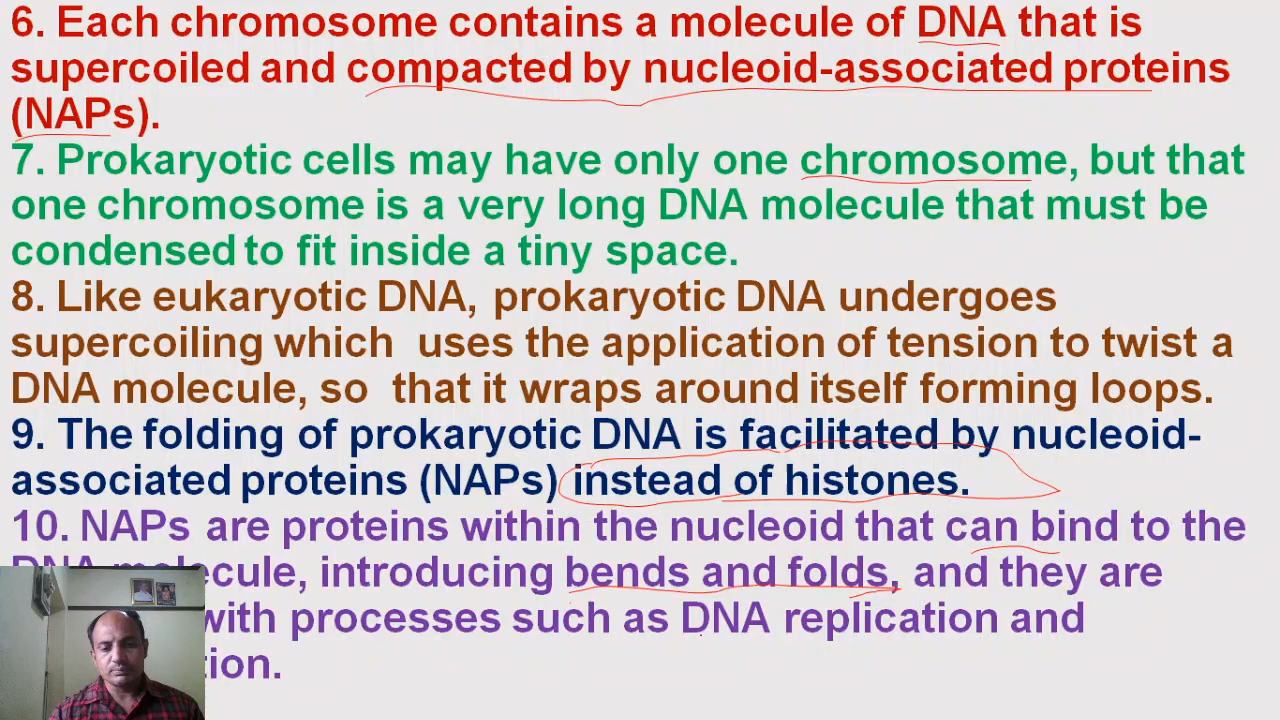 6. Each chromosome contains a molecule of DNA that is
supercoiled and compacted by nucleoid-associated proteins
(NAPs).
7. Prokaryotic cells may have only one chromosome, but that
one chromosome is a very long DNA molecule that must be
condensed to fit inside a tiny space.
8. Like eukaryotic DNA, prokaryotic DNA undergoes
supercoiling which uses the application of tension to twist a
DNA molecule, so that it wraps around itself forming loops.
9. The folding of prokaryotic DNA is facilitated by nucleoid-
associated proteins (NAPs) instead of histones.
10. NAPs are proteins within the nucleoid that can bind to the
DNA molecule, introducing bends and folds, and they are
with processes such as DNA replication and